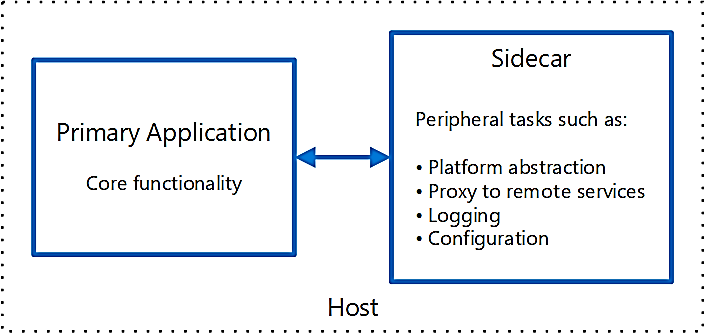 Primary Application
Core functionality
Sidecar
Peripheral tasks such as:
• Platform abstraction
• Proxy to remote services
• Logging
• Configuration
Host